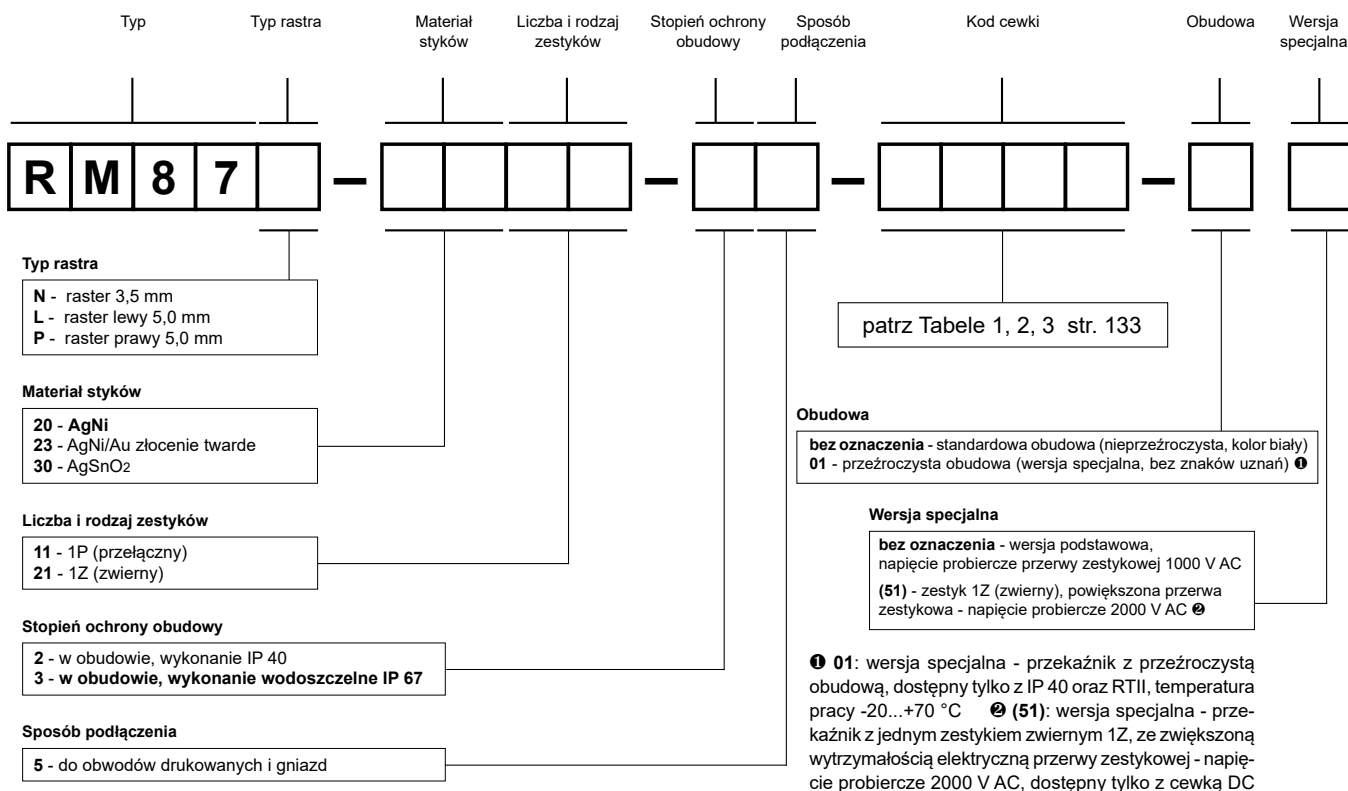 Typ
Typ rastra
Materiał
styków
Liczba i rodzaj
zestyków
Stopień ochrony
obudowy
Sposób
podłączenia
Kod cewki
Obudowa
Wersja
specjalna
R M 8 7 – – – –
Typ rastra
N - raster 3,5 mm
L - raster lewy 5,0 mm
P - raster prawy 5,0 mm
Materiał styków
20 - AgNi
23 - AgNi/Au złocenie twarde
30 - AgSnO2
Liczba i rodzaj zestyków
11 - 1P (przełączny)
21 - 1Z (zwierny)
Stopień ochrony obudowy
2 - w obudowie, wykonanie IP 40
3 - w obudowie, wykonanie wodoszczelne IP 67
Sposób podłączenia
5 - do obwodów drukowanych i gniazd
patrz Tabele 1, 2, 3 str. 133
Obudowa
bez oznaczenia - standardowa obudowa (nieprzeźroczysta, kolor biały)
01 - przeźroczysta obudowa (wersja specjalna, bez znaków uznań) ❶
Wersja specjalna
bez oznaczenia - wersja podstawowa,
napięcie probiercze przerwy zestykowej 1000 V AC
(51) - zestyk 1Z (zwierny), powiększona przerwa
zestykowa - napięcie probiercze 2000 V AC ❷
❶ 01: wersja specjalna - przekaźnik z przeźroczystą
obudową, dostępny tylko z IP 40 oraz RTII, temperatura
pracy -20...+70 °C ❷ (51): wersja specjalna - prze-
kaźnik z jednym zestykiem zwiernym 1Z, ze zwiększoną
wytrzymałością elektryczną przerwy zestykowej - napię-
cie probiercze 2000 V AC, dostępny tylko z cewką DC